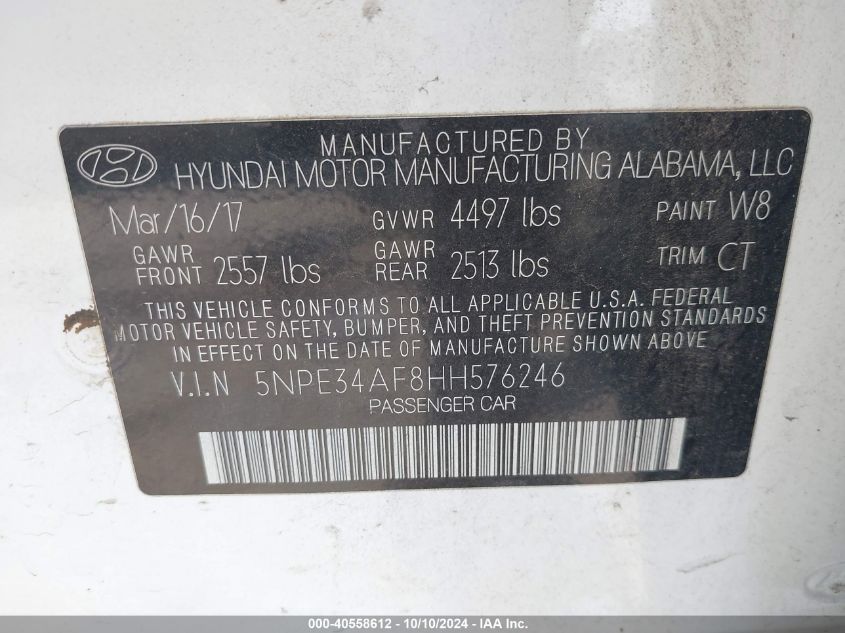 MANUFACTURED BY
HYUNDAI MOTOR MANUFACTURING ALABAMA, LLC
Mar/16/17 GVWR 4497 lbs PAINT W8
GAWR FRONT 2557 lbs GAWR REAR 2513 lbs TRIM CT
THIS VEHICLE CONFORMS TO ALL APPLICABLE U.S.A. FEDERAL
MOTOR VEHICLE SAFETY, BUMPER, AND THEFT PREVENTION STANDARDS
IN EFFECT ON THE DATE OF MANUFACTURE SHOWN ABOVE.
V.I.N 5NPE34AF8HH576246
PASSENGER CAR
000-40558612 - 10/10/2024 - IAA Inc.